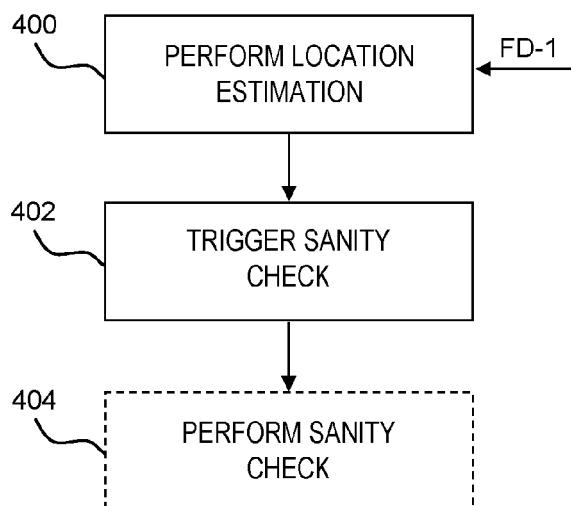 400
PERFORM LOCATION
ESTIMATION
FD-1
402
TRIGGER SANITY
CHECK
404
PERFORM SANITY
CHECK